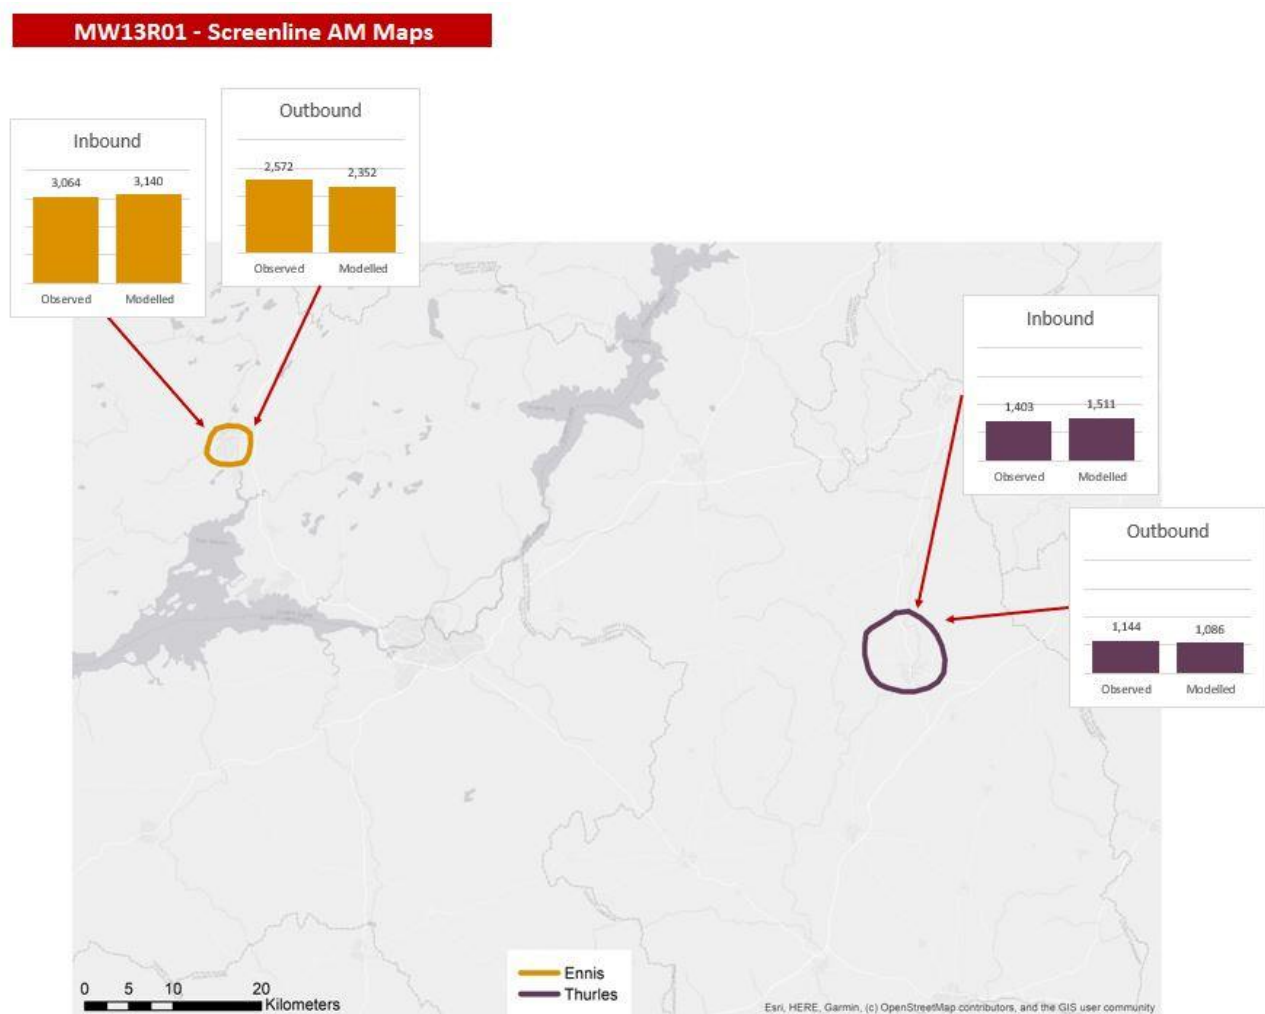 MW13R01 - Screenline AM Maps
Outbound
2,572
2,352
Observed
Modelled
Inbound
3,064
3,140
Observed
Modelled
Inbound
1,403
1,511
Observed
Modelled
Outbound
1,144
1,086
Observed
Modelled
Ennis
Thurles
0 5 10 20
Kilometers
Esri, HERE, Garmin, (c) OpenStreetMap contributors, and the GIS user community